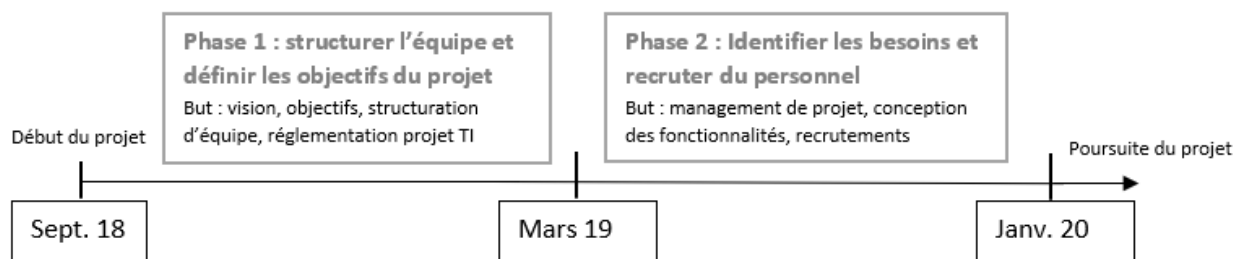 Phase 1 : structurer l’équipe et
définir les objectifs du projet
But : vision, objectifs, structuration
d’équipe, réglementation projet TI
Phase 2 : Identifier les besoins et
recruter du personnel
But : management de projet, conception
des fonctionnalités, recrutements
Début du projet
Poursuite du projet
Sept. 18
Mars 19
Janv. 20